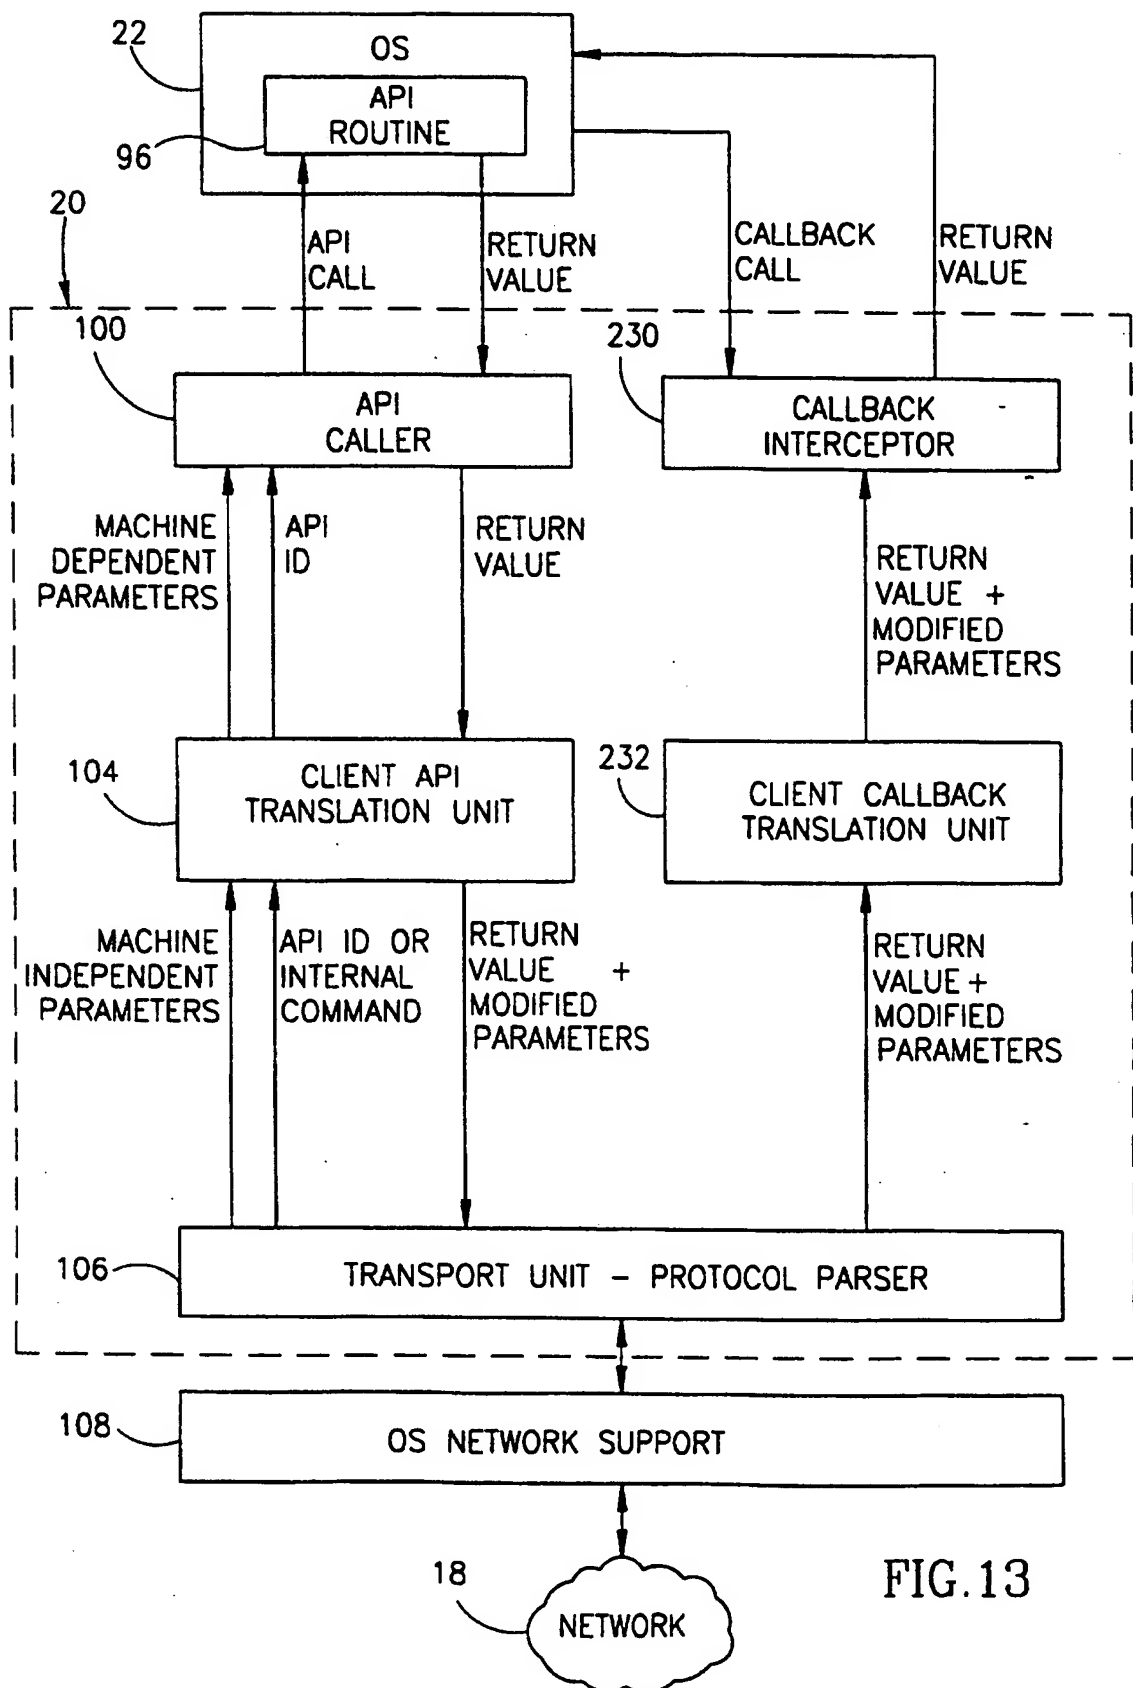 22
OS
API
ROUTINE
96
20
API
CALL
RETURN
VALUE
CALLBACK
CALL
RETURN
VALUE
100
230
API
CALLER
CALLBACK
INTERCEPTOR
MACHINE
DEPENDENT
PARAMETERS
API
ID
RETURN
VALUE
RETURN
VALUE +
MODIFIED
PARAMETERS
104
CLIENT API
TRANSLATION UNIT
232
CLIENT CALLBACK
TRANSLATION UNIT
MACHINE
INDEPENDENT
PARAMETERS
API ID OR
INTERNAL
COMMAND
RETURN
VALUE +
MODIFIED
PARAMETERS
RETURN
VALUE +
MODIFIED
PARAMETERS
106
TRANSPORT UNIT – PROTOCOL PARSER
108
OS NETWORK SUPPORT
18
NETWORK
FIG.13